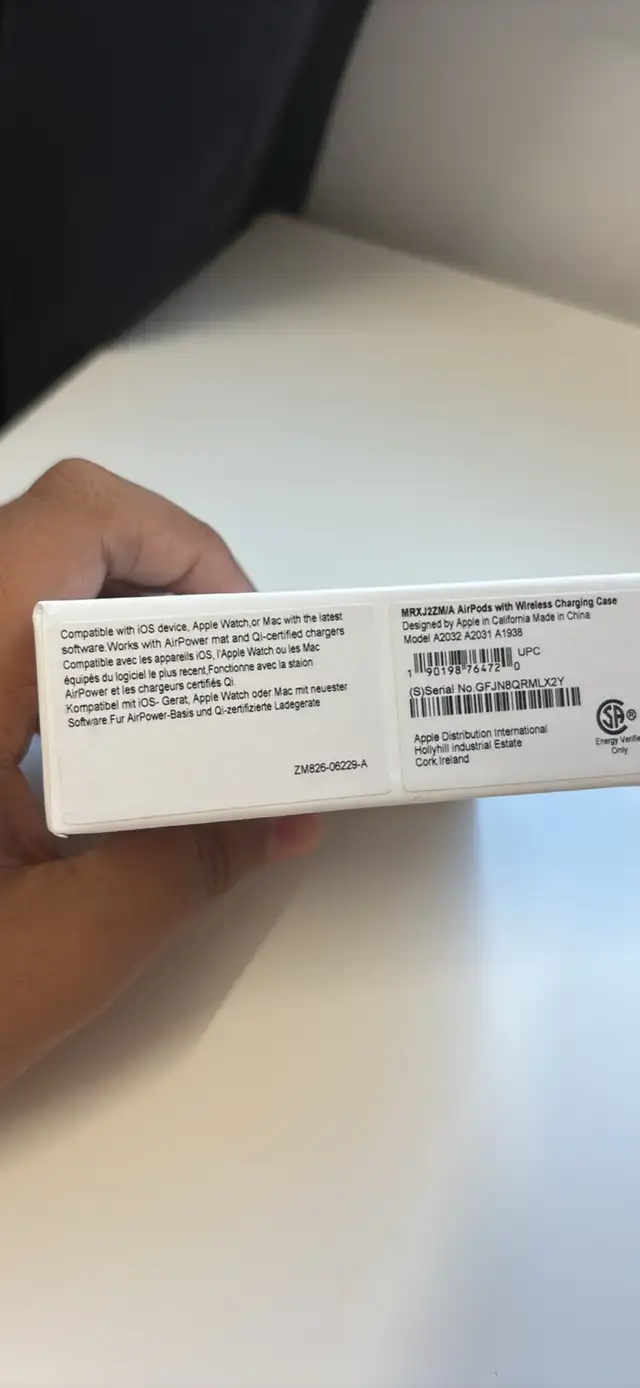 Compatible with iOS device, Apple Watch,or Mac with the latest
software.Works with AirPower mat and Qi-certified chargers
Compatible avec les appareils iOS, l'Apple Watch ou les Mac
équipés du logiciel le plus recent,Fonctionne avec la staion
AirPower et les chargeurs certifiés Qi.
Kompatibel mit iOS- Gerat, Apple Watch oder Mac mit neuester
Software.Fur AirPower-Basis und Qi-zertifizierte Ladegerate
ZM826-06229-A
MRXJ2ZM/A AirPods with Wireless Charging Case
Designed by Apple in California Made in China
Model A2032 A2031 A1938
UPC
1 90198 76472 0
(S)Serial No.GFJN8QRMLX2Y
Apple Distribution International
Hollyhill industrial Estate
Cork.Ireland
SA ®
Energy Verifie
Only